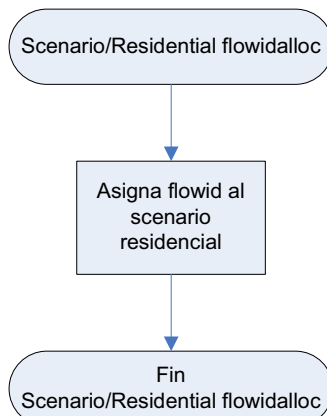 Scenario/Residential flowidalloc
Asigna flowid al
scenario
residencial
Fin
Scenario/Residential flowidalloc